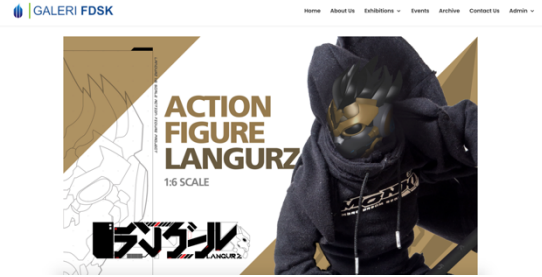 GALERI FDSK
Home
About Us
Exhibitions
Events
Archive
Contact Us
Admin
ACTION
FIGURE
LANGURZ
1:6 SCALE
ラングール
LANGURZ